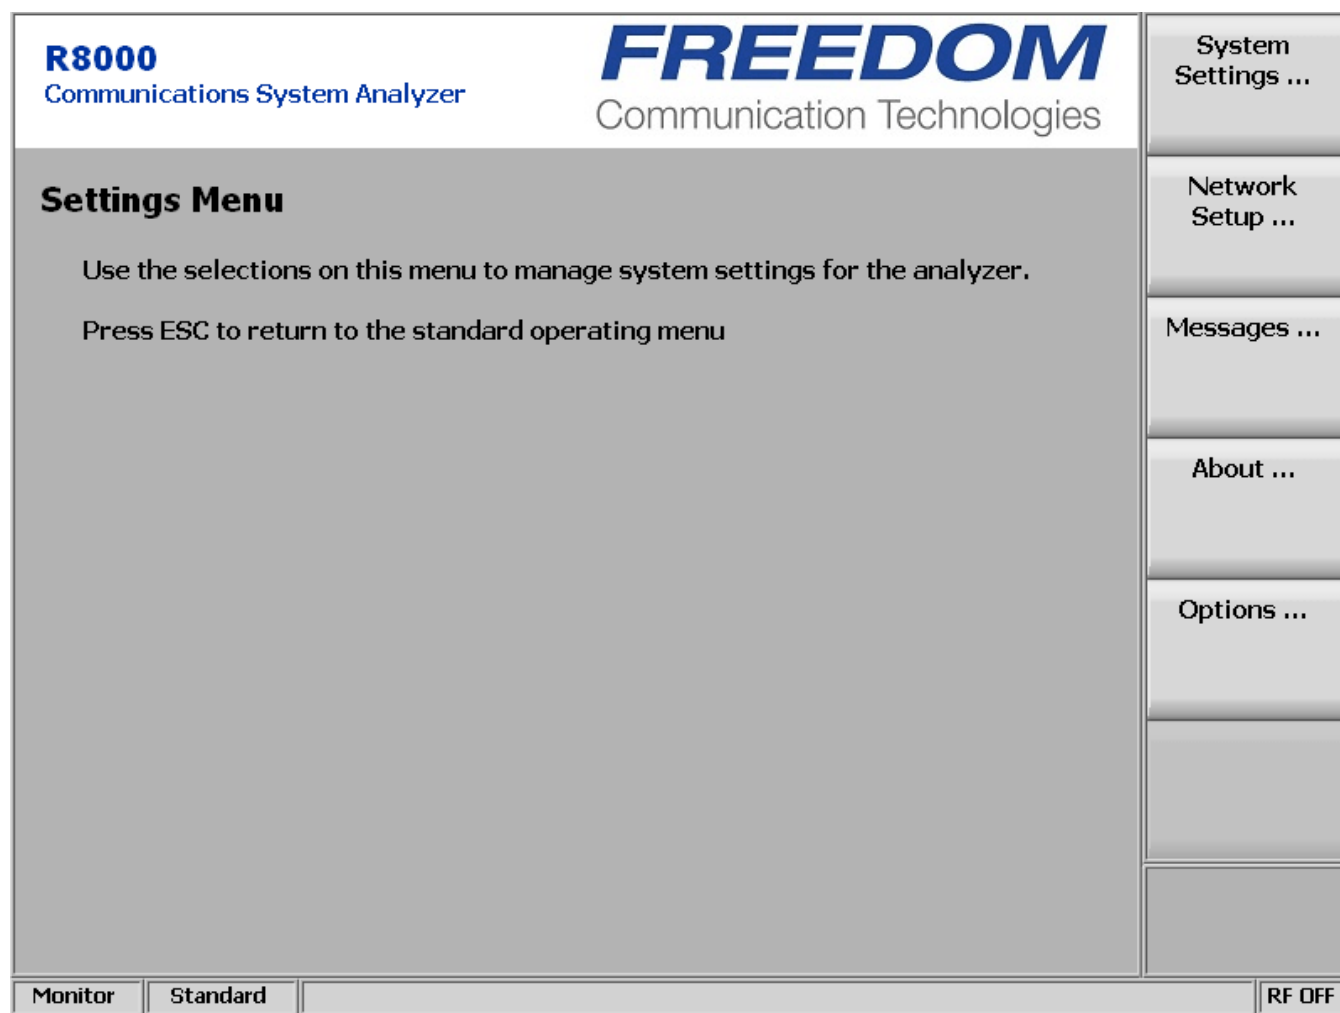 R8000
Communications System Analyzer
FREEDOM
Communication Technologies
Settings Menu
Use the selections on this menu to manage system settings for the analyzer.
Press ESC to return to the standard operating menu
System
Settings ...
Network
Setup ...
Messages ...
About ...
Options ...
Monitor
Standard
RF OFF